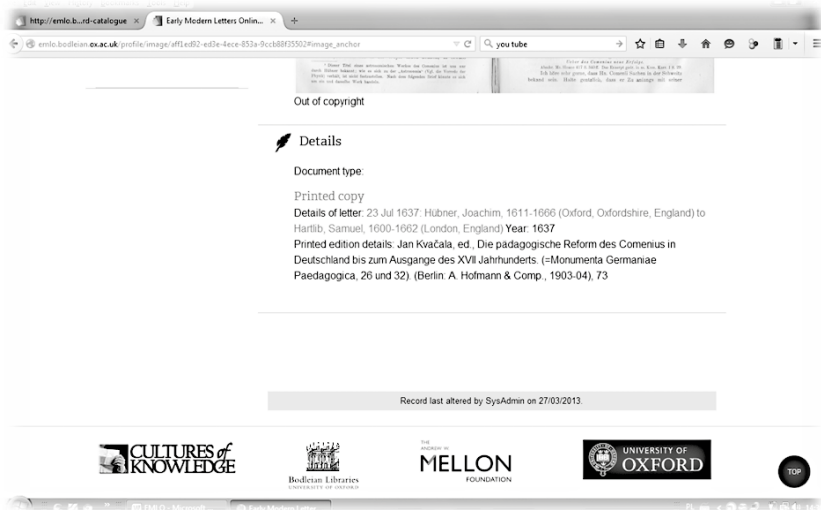 http://emlo.b...rd-catalogue × Early Modern Letters Onlin... × +
emlo.bodleian.ox.ac.uk/profile/image/aff1ed92-ed3e-4ece-853a-9ccb88f35502#image_anchor you tube
Out of copyright
Details
Document type:
Printed copy
Details of letter: 23 Jul 1637: Hübner, Joachim, 1611-1666 (Oxford, Oxfordshire, England) to
Hartlib, Samuel, 1600-1662 (London, England) Year: 1637
Printed edition details: Jan Kvačala, ed., Die pädagogische Reform des Comenius in
Deutschland bis zum Ausgange des XVII Jahrhunderts. (=Monumenta Germaniae
Paedagogica, 26 und 32). (Berlin: A. Hofmann & Comp., 1903-04), 73
Record last altered by SysAdmin on 27/03/2013.
CULTURES of
KNOWLEDGE
Bodleian Libraries
UNIVERSITY OF OXFORD
THE
ANDREW W.
MELLON
FOUNDATION
UNIVERSITY OF
OXFORD
TOP